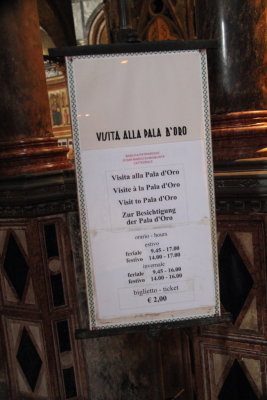 VISITA ALLA PALA D'ORO
Visita alla Pala d'Oro
Visite à la Pala d'Oro
Visit to Pala d'Oro
Zur Besichtigung
der Pala d'Oro
orario - hours
estivo
feriale 9,45 - 17.00
festivo 14.00 - 17.00
invernale
feriale 9,45 - 16.00
festivo 14.00 - 16.00
biglietto - ticket
€ 2,00